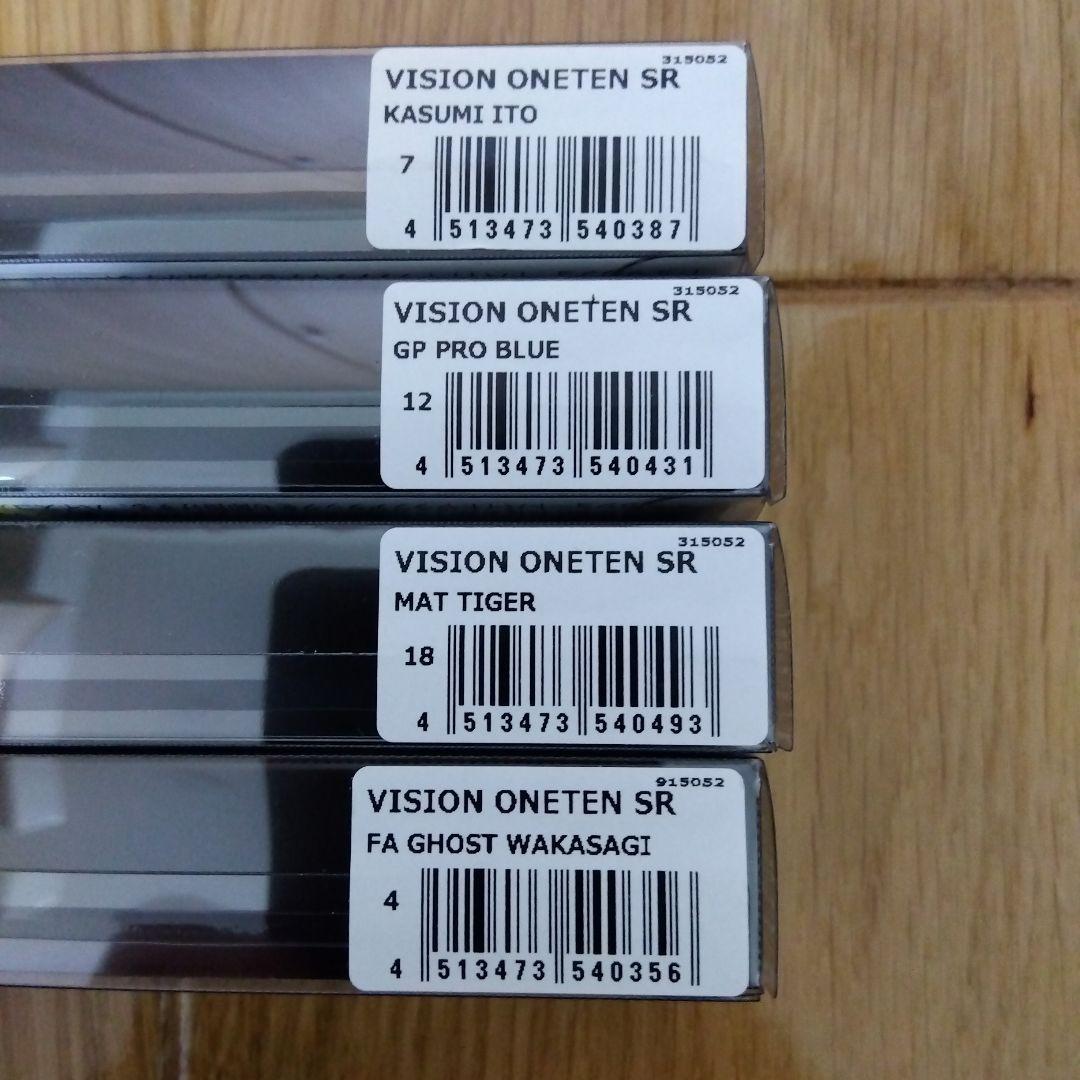 315052
VISION ONETEN SR
KASUMI ITO
7
4 513473 540387
315052
VISION ONETEN SR
GP PRO BLUE
12
4 513473 540431
315052
VISION ONETEN SR
MAT TIGER
18
4 513473 540493
915052
VISION ONETEN SR
FA GHOST WAKASAGI
4
4 513473 540356